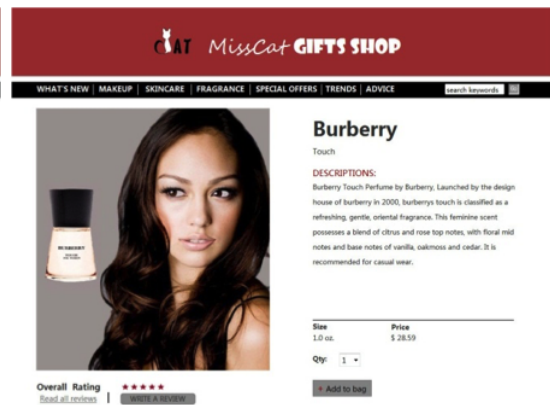 CAT MissCat GIFTS SHOP
WHAT'S NEW | MAKEUP | SKINCARE | FRAGRANCE | SPECIAL OFFERS | TRENDS | ADVICE search keywords Go
Burberry
Touch
DESCRIPTIONS:
Burberry Touch Perfume by Burberry, Launched by the design
house of burberry in 2000, burberrys touch is classified as a
refreshing, gentle, oriental fragrance. This feminine scent
possesses a blend of citrus and rose top notes, with floral mid
notes and base notes of vanilla, oakmoss and cedar. It is
recommended for casual wear.
BURBERRY
Size Price
1.0 oz. $ 28.59
Qty: 1
+ Add to bag
Overall Rating ★★★★★
Read all reviews | WRITE A REVIEW